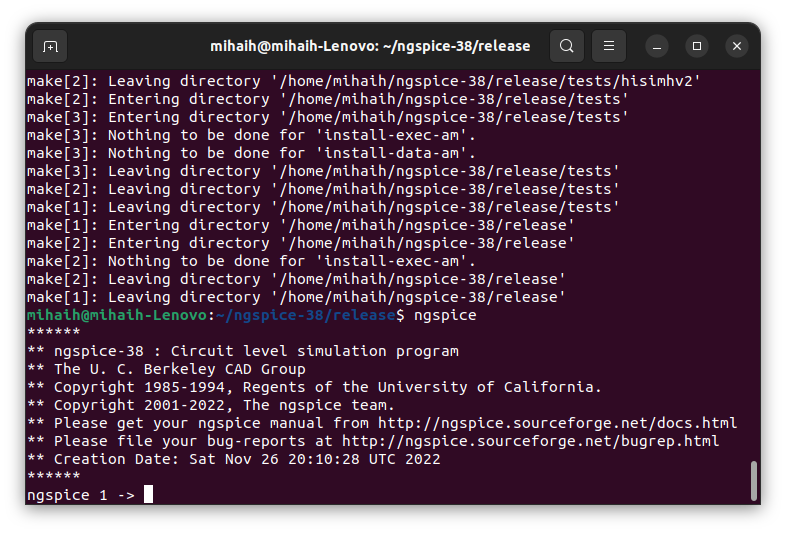 mihaih@mihaih-Lenovo: ~/ngspice-38/release
make[2]: Leaving directory '/home/mihaih/ngspice-38/release/tests/hisimhv2'
make[2]: Entering directory '/home/mihaih/ngspice-38/release/tests'
make[3]: Entering directory '/home/mihaih/ngspice-38/release/tests'
make[3]: Nothing to be done for 'install-exec-am'.
make[3]: Nothing to be done for 'install-data-am'.
make[3]: Leaving directory '/home/mihaih/ngspice-38/release/tests'
make[2]: Leaving directory '/home/mihaih/ngspice-38/release/tests'
make[1]: Leaving directory '/home/mihaih/ngspice-38/release/tests'
make[1]: Entering directory '/home/mihaih/ngspice-38/release'
make[2]: Entering directory '/home/mihaih/ngspice-38/release'
make[2]: Nothing to be done for 'install-exec-am'.
make[2]: Leaving directory '/home/mihaih/ngspice-38/release'
make[1]: Leaving directory '/home/mihaih/ngspice-38/release'
mihaih@mihaih-Lenovo:~/ngspice-38/release$ ngspice
******
** ngspice-38 : Circuit level simulation program
** The U. C. Berkeley CAD Group
** Copyright 1985-1994, Regents of the University of California.
** Copyright 2001-2022, The ngspice team.
** Please get your ngspice manual from http://ngspice.sourceforge.net/docs.html
** Please file your bug-reports at http://ngspice.sourceforge.net/bugrep.html
** Creation Date: Sat Nov 26 20:10:28 UTC 2022
******
ngspice 1 ->